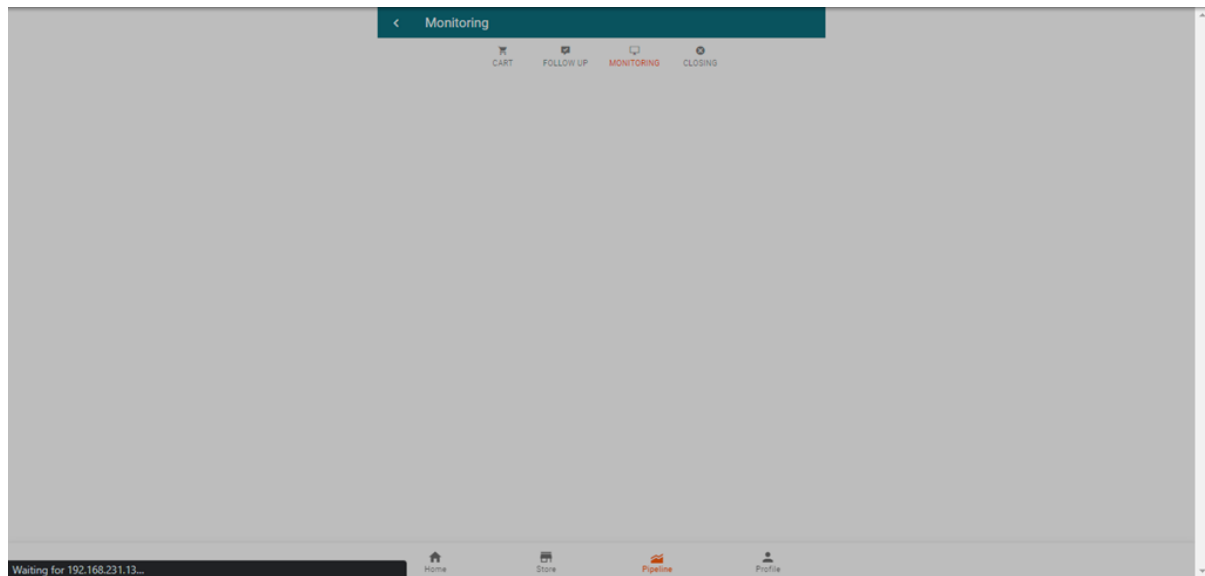 Monitoring
CART FOLLOW UP MONITORING CLOSING
Home Store Pipeline Profile
Waiting for 192.168.231.13...